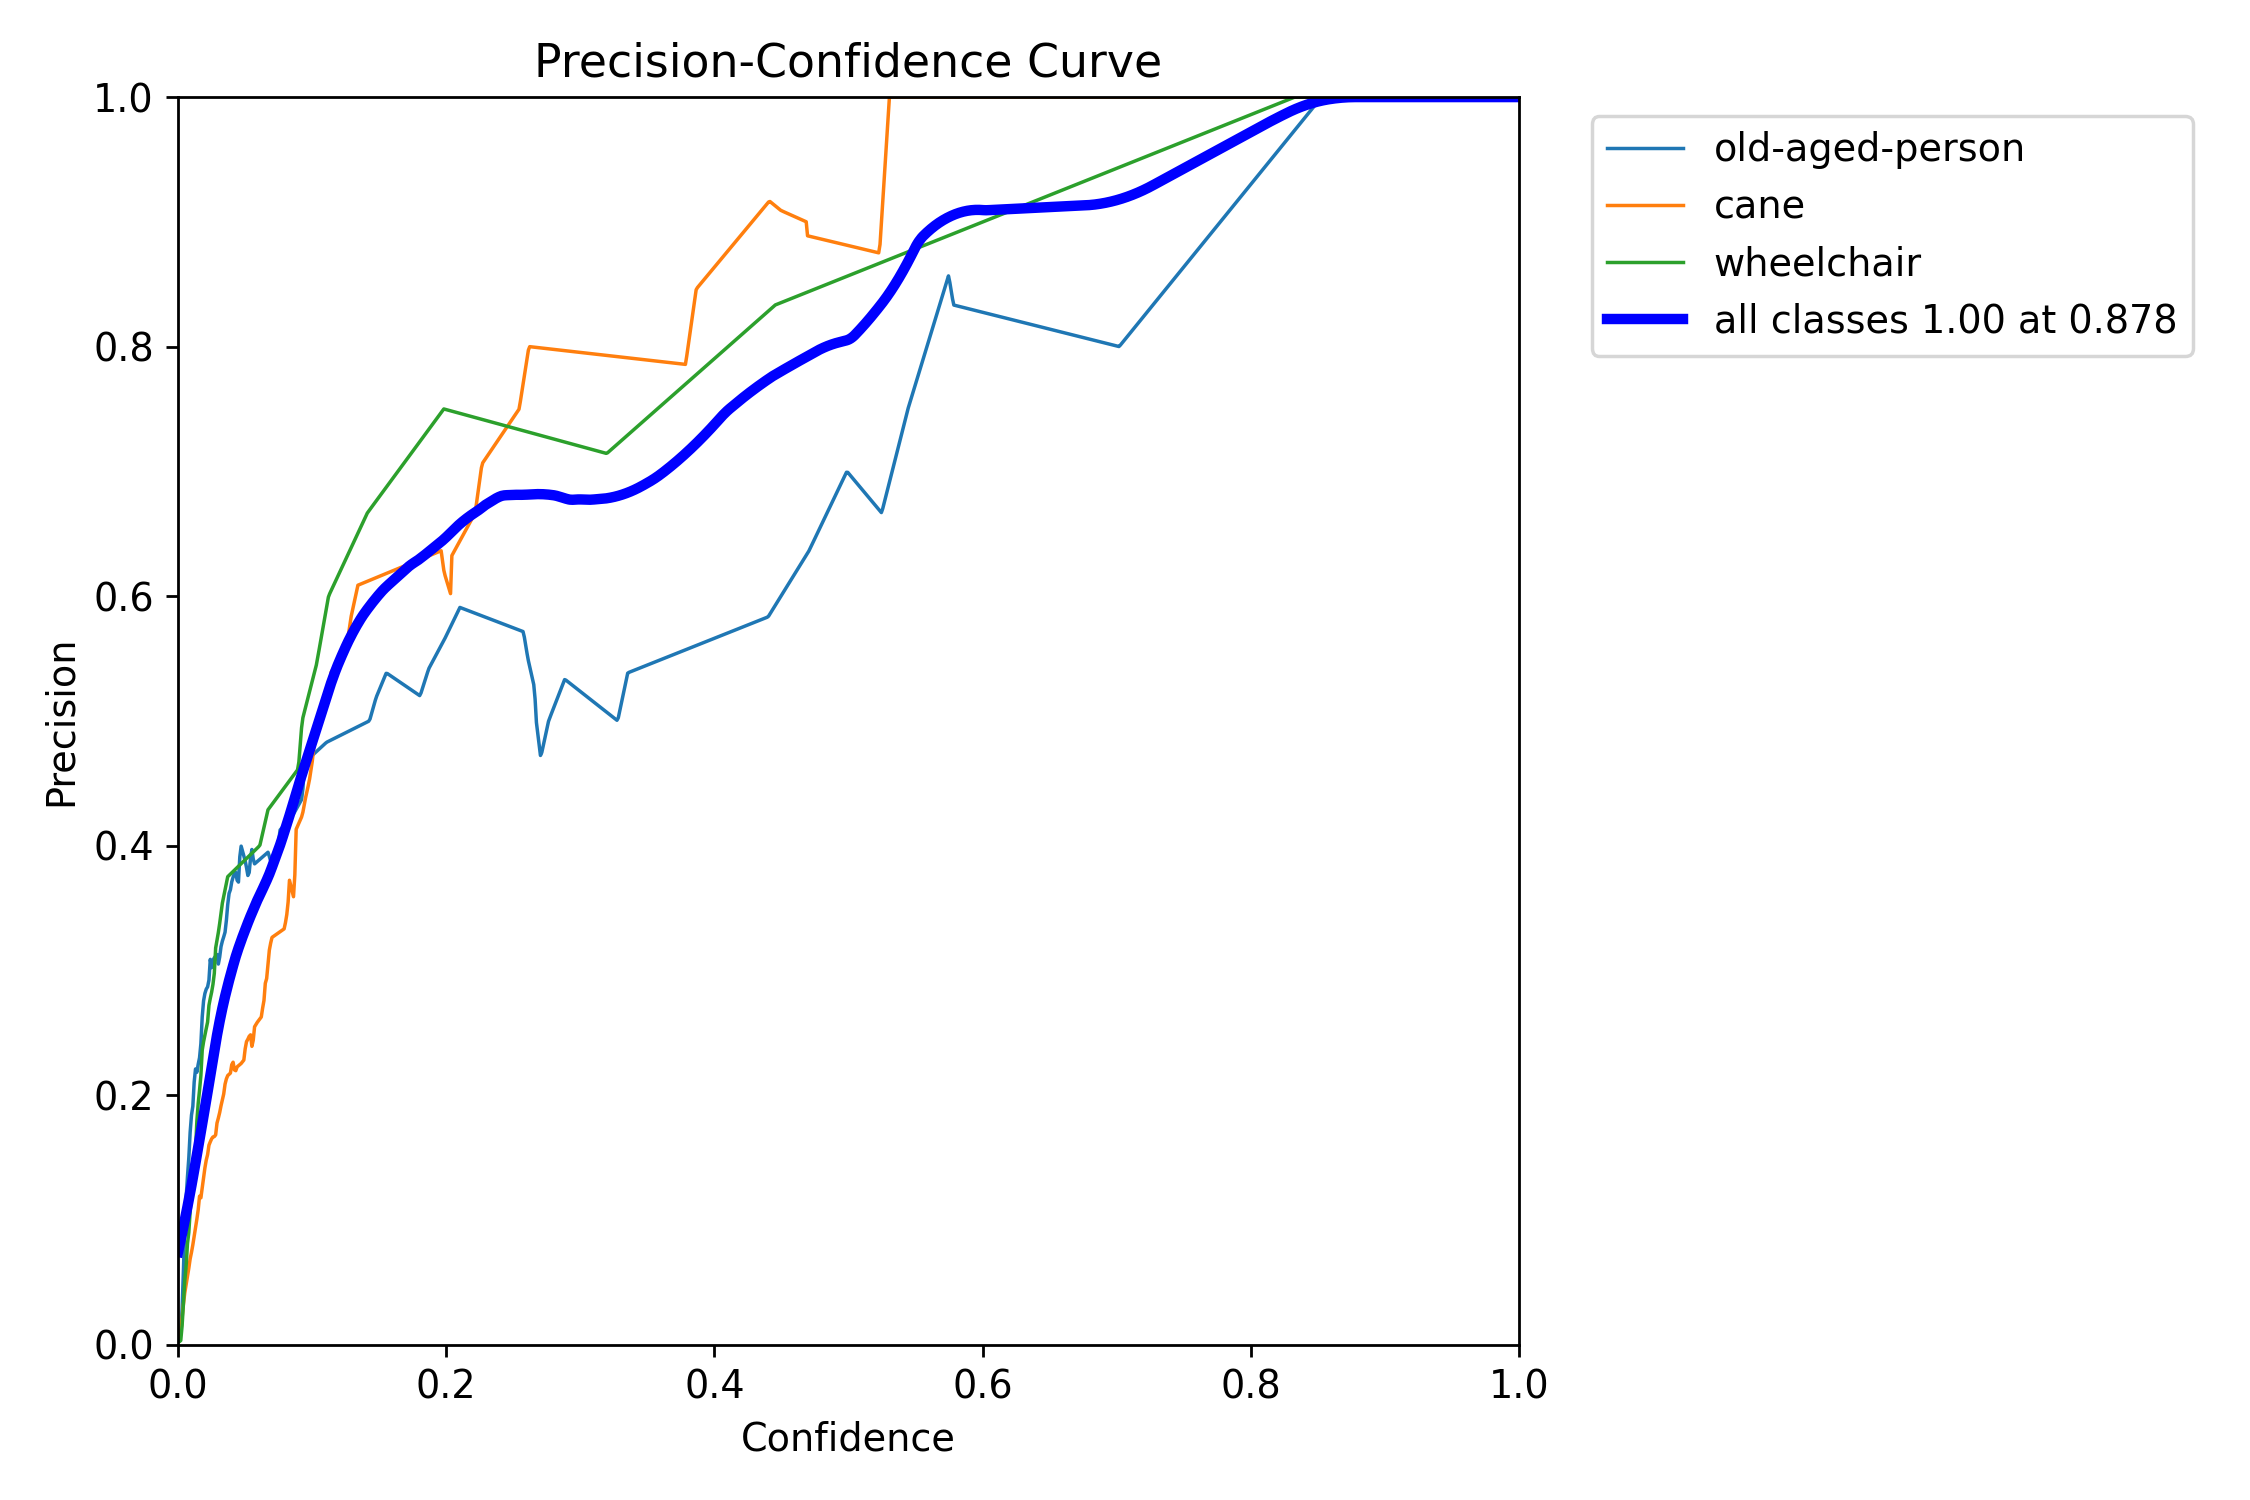 Precision-Confidence Curve
1.0
0.8
0.6
0.4
0.2
0.0
Precision
0.0 0.2 0.4 0.6 0.8 1.0
Confidence
old-aged-person
cane
wheelchair
all classes 1.00 at 0.878